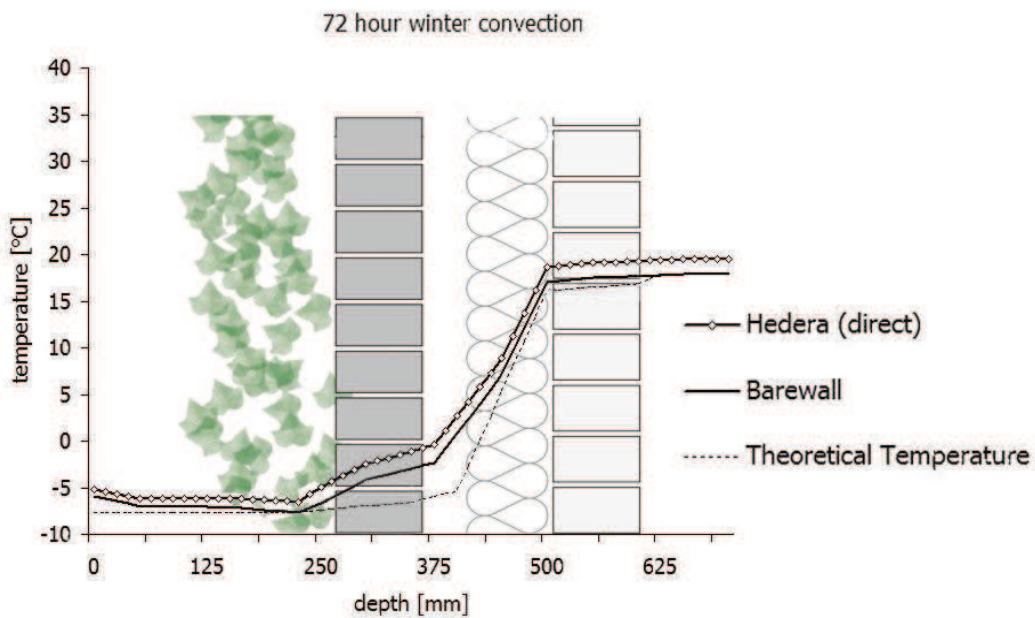 72 hour winter convection
40
35
30
25
20
15
10
5
0
-5
-10
temperature [°C]
0 125 250 375 500 625
depth [mm]
Hedera (direct)
Barewall
Theoretical Temperature